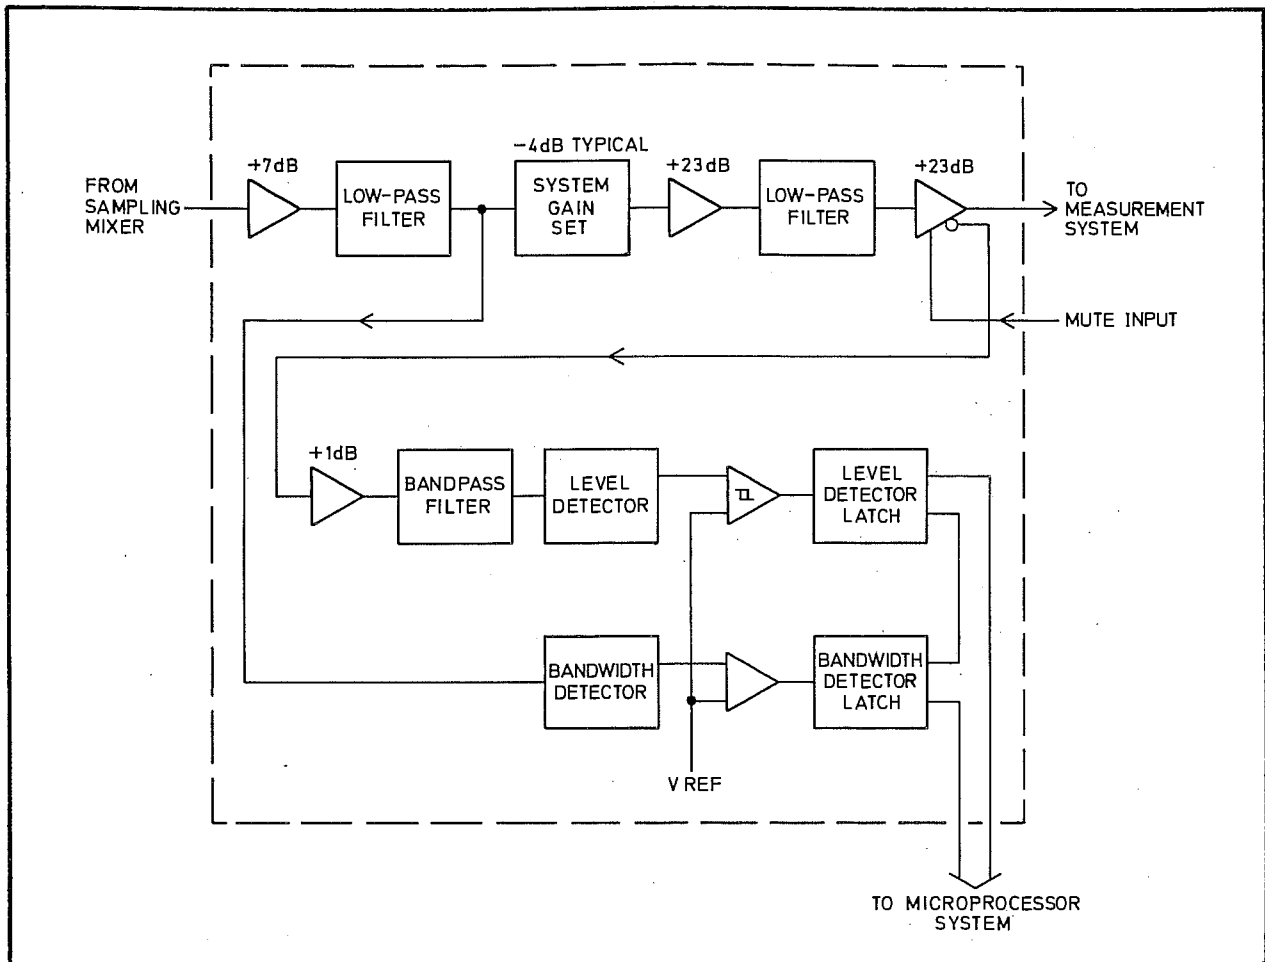 -4dB TYPICAL
+7dB
+23dB
+23dB
FROM
SAMPLING
MIXER
LOW-PASS
FILTER
SYSTEM
GAIN
SET
LOW-PASS
FILTER
TO
MEASUREMENT
SYSTEM
MUTE INPUT
+1dB
BANDPASS
FILTER
LEVEL
DETECTOR
LEVEL
DETECTOR
LATCH
BANDWIDTH
DETECTOR
BANDWIDTH
DETECTOR
LATCH
V REF
TO MICROPROCESSOR
SYSTEM